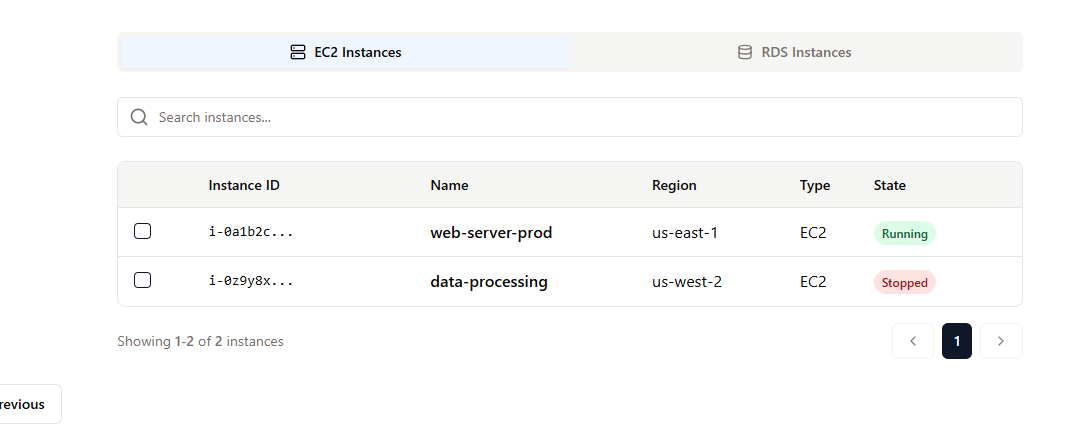 EC2 Instances RDS Instances
Search instances...
Instance ID Name Region Type State
i-0a1b2c... web-server-prod us-east-1 EC2 Running
i-0z9y8x... data-processing us-west-2 EC2 Stopped
Showing 1-2 of 2 instances 1
revious